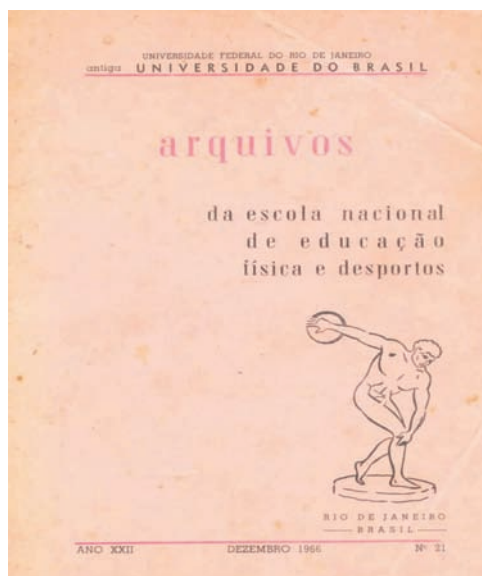 UNIVERSIDADE FEDERAL DO RIO DE JANEIRO
antiga UNIVERSIDADE DO BRASIL
arquivos
da escola nacional
de educação
física e desportos
RIO DE JANEIRO
BRASIL
ANO XXII DEZEMBRO 1966 Nº 21